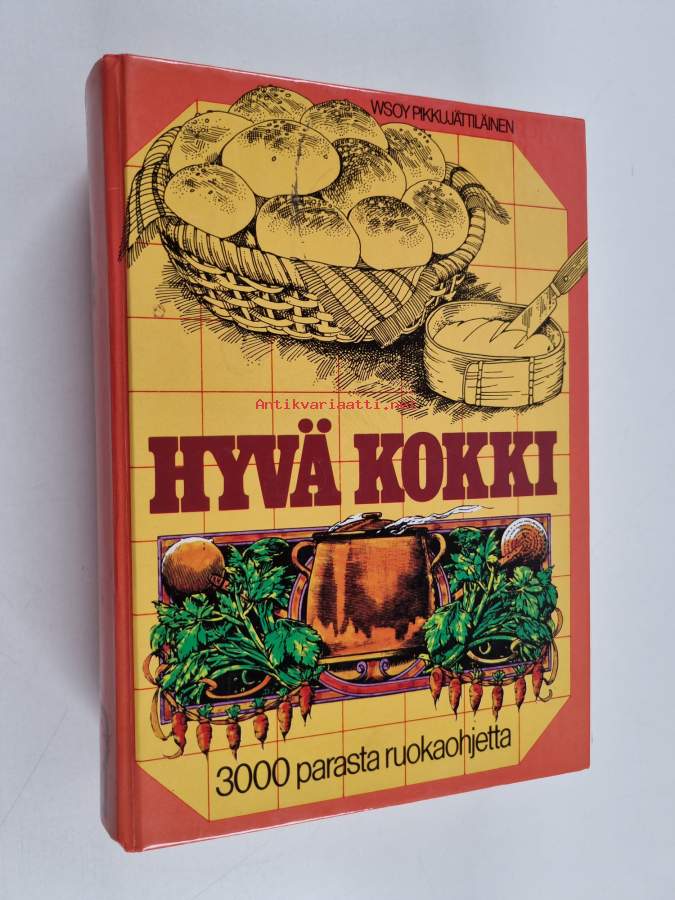 WSOY PIKKUJÄTTILÄINEN
Antikvariaatti.net
HYVÄ KOKKI
3000 parasta ruokaohjetta